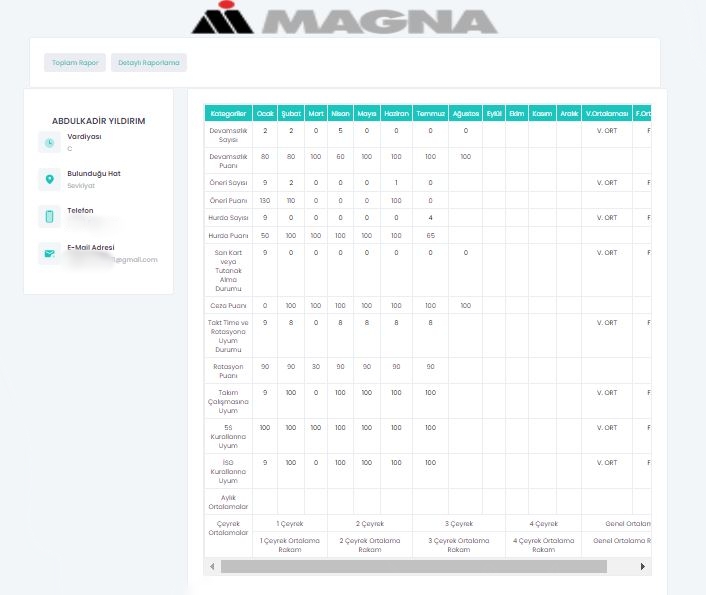 MAGNA
Toplam Rapor Detaylı Raporlama
ABDULKADİR YILDIRIM
Vardiyası
C
Bulunduğu Hat
Sevkiyat
Telefon
E-Mail Adresi
@gmail.com
Kategoriler Ocak Şubat Mart Nisan Mayıs Haziran Temmuz Ağustos Eylül Ekim Kasım Aralık V.Ortalaması F.Ort
Devamsızlık
Sayısı
2 2 0 5 0 0 0 0 V. ORT F
Devamsızlık
Puanı
80 80 100 60 100 100 100 100
Öneri Sayısı 9 2 0 0 0 1 0 V. ORT F
Öneri Puanı 130 110 0 0 0 100 0
Hurda Sayısı 9 0 0 0 0 0 4 V. ORT F
Hurda Puanı 50 100 100 100 100 100 65
Sarı Kart
veya
Tutanak
Alma
Durumu
9 0 0 0 0 0 0 0 V. ORT F
Ceza Puanı 0 100 100 100 100 100 100 100
Takt Time ve
Rotasyona
Uyum
Durumu
9 8 0 8 8 8 8 V. ORT F
Rotasyon
Puanı
90 90 30 90 90 90 90
Takım
Çalışmasına
Uyum
9 100 0 100 100 100 100 V. ORT F
5S
Kurallarına
Uyum
100 100 100 100 100 100 100 V. ORT F
İSG
Kurallarına
Uyum
9 100 0 100 100 100 100 V. ORT F
Aylık
Ortalamalar
Çeyrek
Ortalamalar
1 Çeyrek 2 Çeyrek 3 Çeyrek 4 Çeyrek Genel Ortalan
1 Çeyrek Ortalama
Rakam
2 Çeyrek Ortalama
Rakam
3 Çeyrek Ortalama
Rakam
4 Çeyrek Ortalama
Rakam
Genel Ortalama R